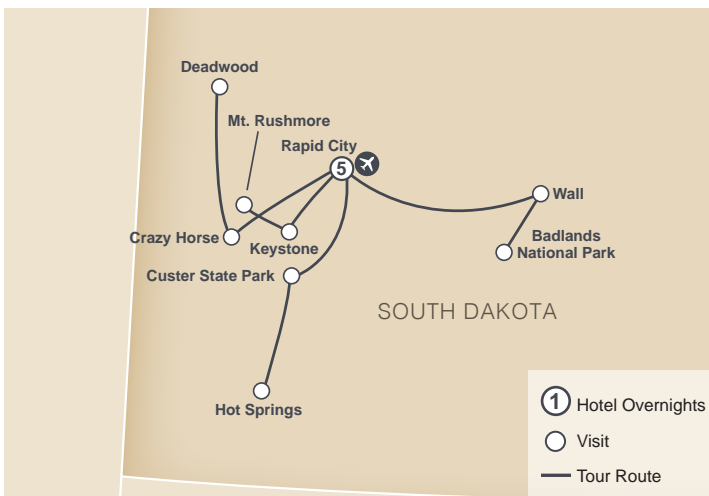 Deadwood
Mt. Rushmore
Rapid City
5
Wall
Crazy Horse
Keystone
Badlands
National Park
Custer State Park
SOUTH DAKOTA
Hot Springs
1 Hotel Overnights
Visit
Tour Route